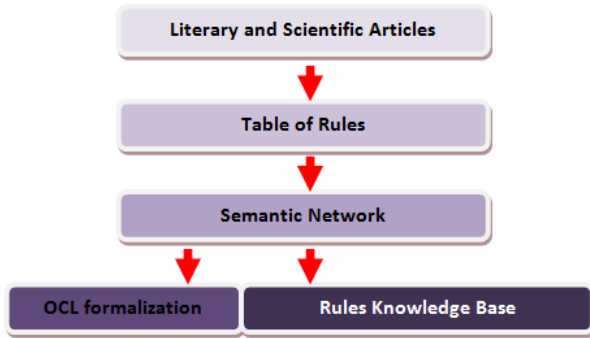 Literary and Scientific Articles
Table of Rules
Semantic Network
OCL formalization
Rules Knowledge Base